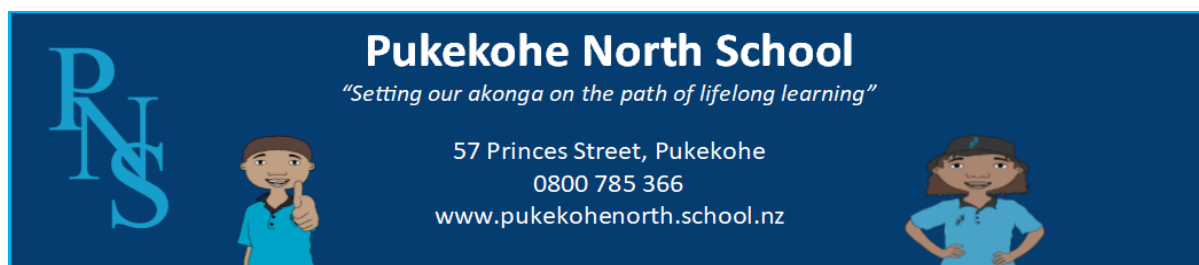 PNS
Pukekohe North School
“Setting our akonga on the path of lifelong learning”
57 Princes Street, Pukekohe
0800 785 366
www.pukekohenorth.school.nz